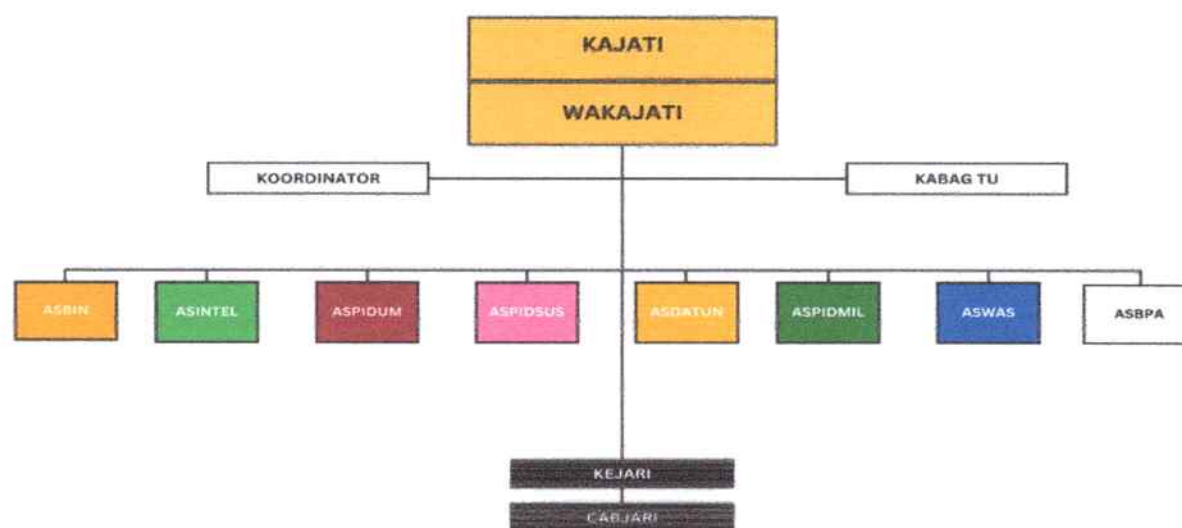 KAJATI
WAKAJATI
KOORDINATOR
KABAG TU
ASBIN
ASINTEL
ASPIDUM
ASPIDSUS
ASDATUN
ASPIDMIL
ASWAS
ASBPA
KEJARI
CABJARI